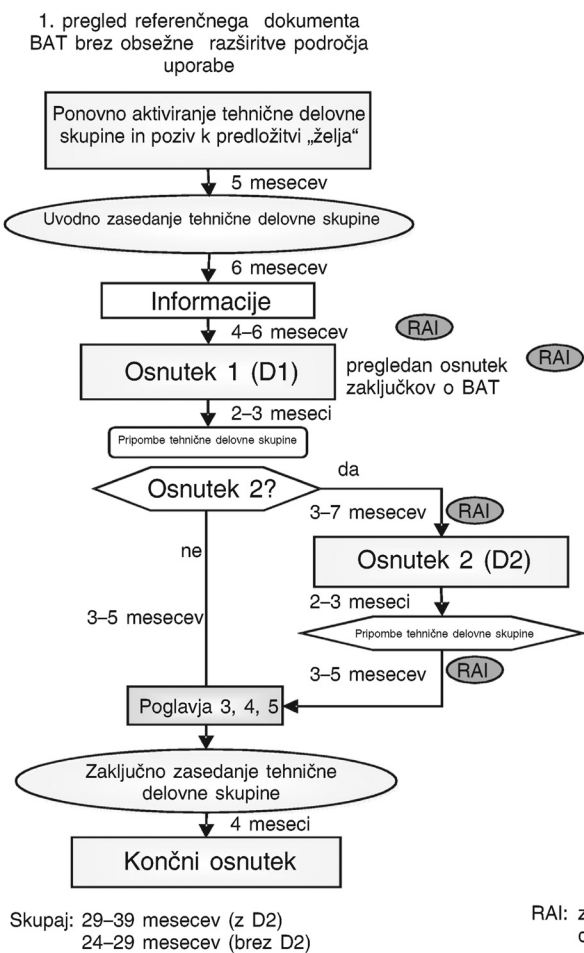 1. pregled referenčnega dokumenta
BAT brez obsežne razširitve področja
uporabe
Ponovno aktiviranje tehnične delovne
skupine in poziv k predložitvi „želja“
5 mesecev
Uvodno zasedanje tehnične delovne skupine
6 mesecev
Informacije
4–6 mesecev
RAI
Osnutek 1 (D1)
pregledan osnutek
zaključkov o BAT
RAI
2–3 meseci
Pripombe tehnične delovne skupine
Osnutek 2?
da
3–7 mesecev
RAI
ne
Osnutek 2 (D2)
2–3 meseci
3–5 mesecev
Pripombe tehnične delovne skupine
3–5 mesecev
RAI
Poglavja 3, 4, 5
Zaključno zasedanje tehnične
delovne skupine
4 meseci
Končni osnutek
Skupaj: 29–39 mesecev (z D2)
24–29 mesecev (brez D2)
RAI: z